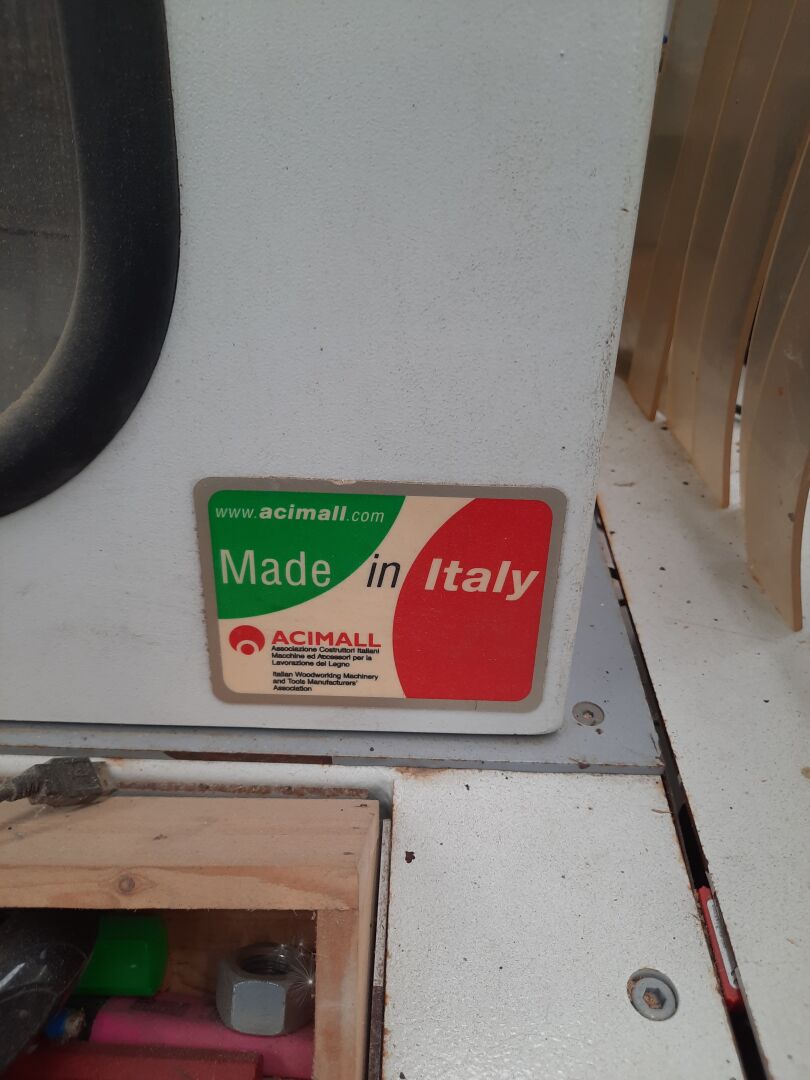 www.acimall.com
Made in Italy
ACIMALL
Associazione Costruttori Italiani
Macchine ed Accessori per la
Lavorazione del Legno
Italian Woodworking Machinery
and Tools Manufacturers'
Association